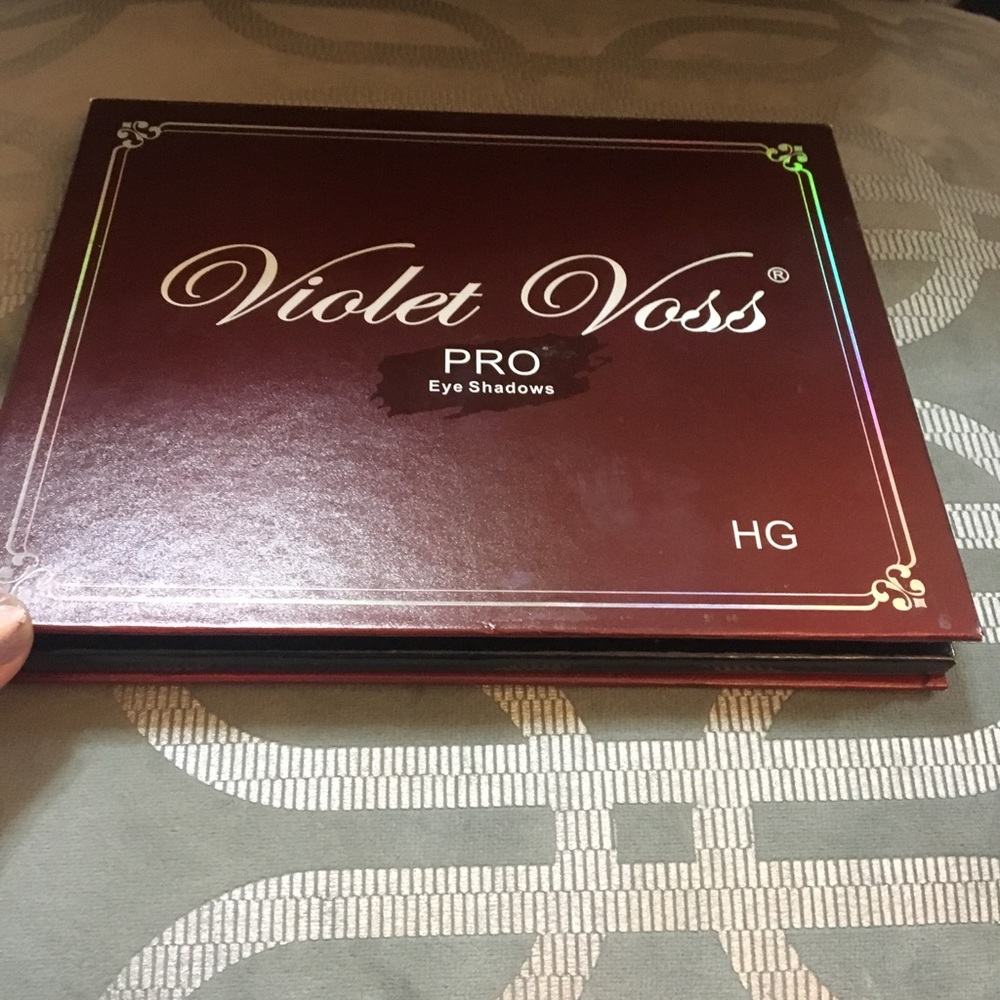 Violet Voss®
PRO
Eye Shadows
HG